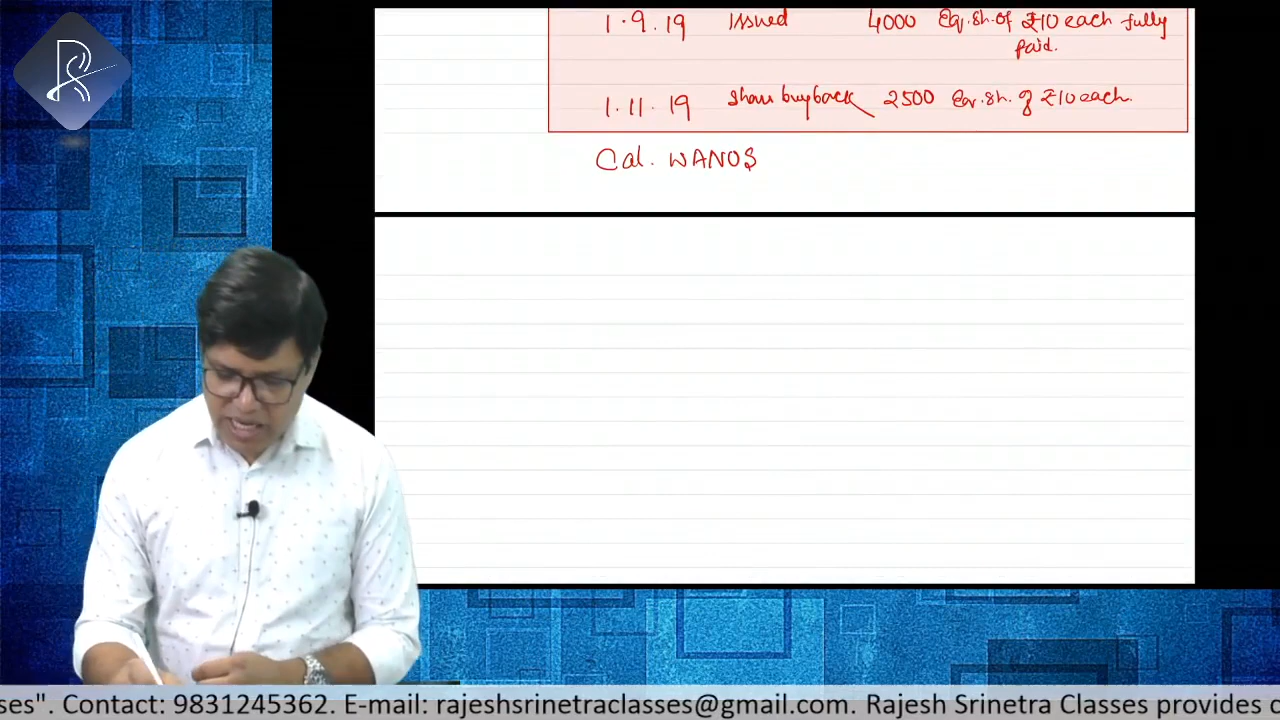 1.9.19 Issued 4000 Eq.sh.of ₹10 each fully
paid.
1.11.19 Share buyback 2500 Eq.sh. of ₹10 each.
Cal. WANOS
ses". Contact: 9831245362. E-mail: rajeshsrinetraclasses@gmail.com. Rajesh Srinetra Classes provides c